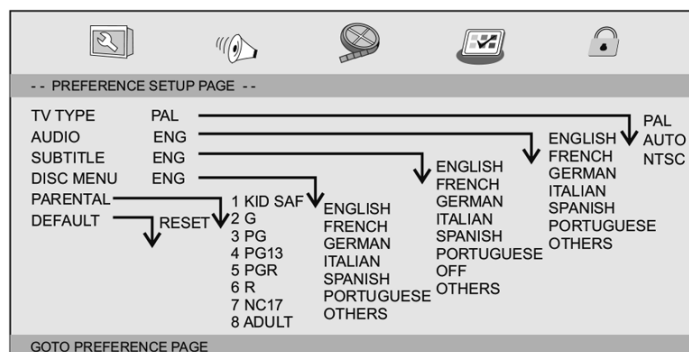 - - PREFERENCE SETUP PAGE - -
TV TYPE PAL
AUDIO ENG
SUBTITLE ENG
DISC MENU ENG
PARENTAL
DEFAULT RESET
1 KID SAF
2 G
3 PG
4 PG13
5 PGR
6 R
7 NC17
8 ADULT
ENGLISH
FRENCH
GERMAN
ITALIAN
SPANISH
PORTUGUESE
OTHERS
ENGLISH
FRENCH
GERMAN
ITALIAN
SPANISH
PORTUGUESE
OFF
OTHERS
ENGLISH
FRENCH
GERMAN
ITALIAN
SPANISH
PORTUGUESE
OTHERS
PAL
AUTO
NTSC
GOTO PREFERENCE PAGE